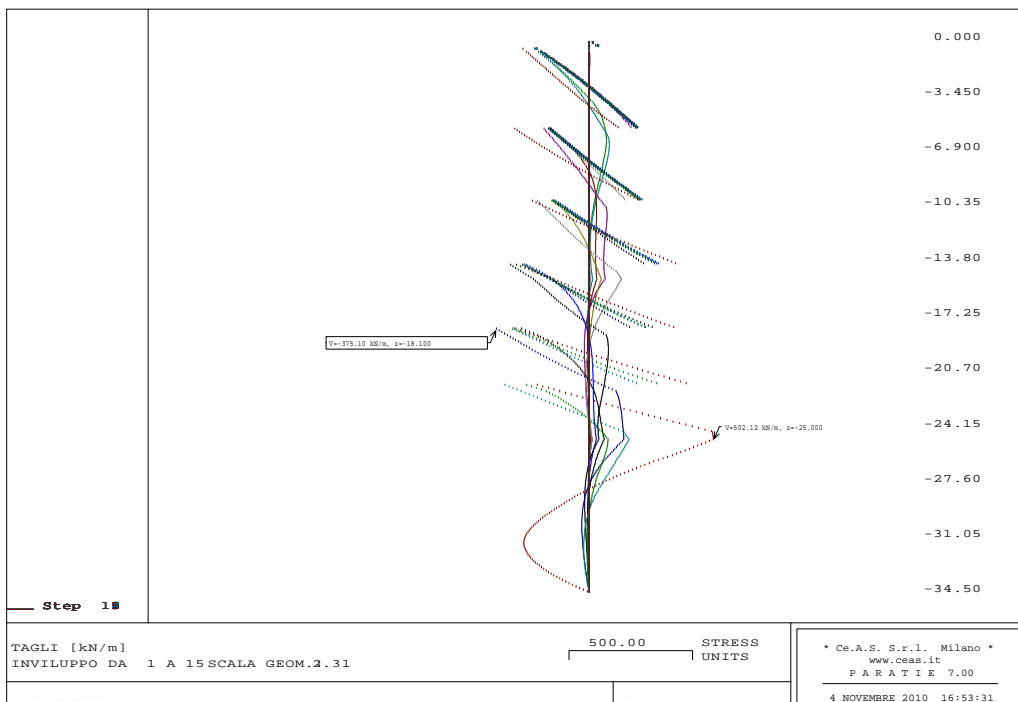 0.000
-3.450
-6.900
-10.35
-13.80
-17.25
V=-375.10 kN/m, z=-18.100
-20.70
-24.15
V=502.12 kN/m, z=-25.000
-27.60
-31.05
-34.50
Step
TAGLI [kN/m]
INVILUPPO DA 1 A 15 SCALA GEOM.
500.00
STRESS
UNITS
* Ce.A.S. S.r.l. Milano *
www.ceas.it
P A R A T I E 7.00
4 NOVEMBRE 2010 16:53:31